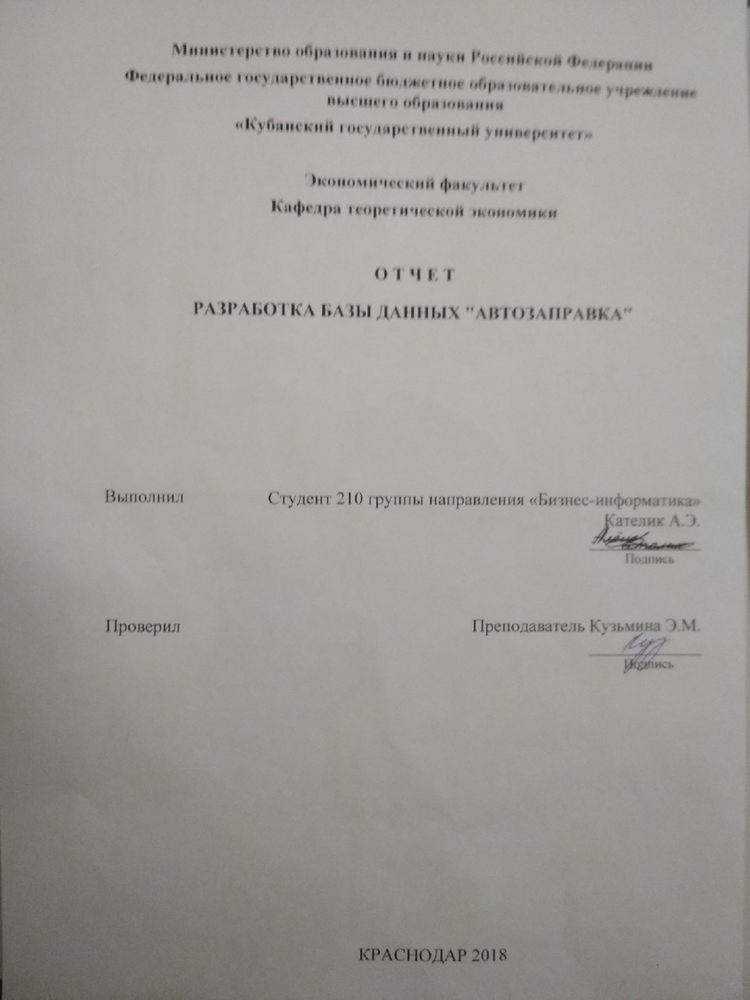 Министерство образования и науки Российской Федерации
Федеральное государственное бюджетное образовательное учреждение
высшего образования
«Кубанский государственный университет»
Экономический факультет
Кафедра теоретической экономики
О Т Ч Е Т
РАЗРАБОТКА БАЗЫ ДАННЫХ "АВТОЗАПРАВКА"
Выполнил Студент 210 группы направления «Бизнес-информатика»
Кателик А.Э.
Подпись
Проверил Преподаватель Кузьмина Э.М.
Подпись
КРАСНОДАР 2018